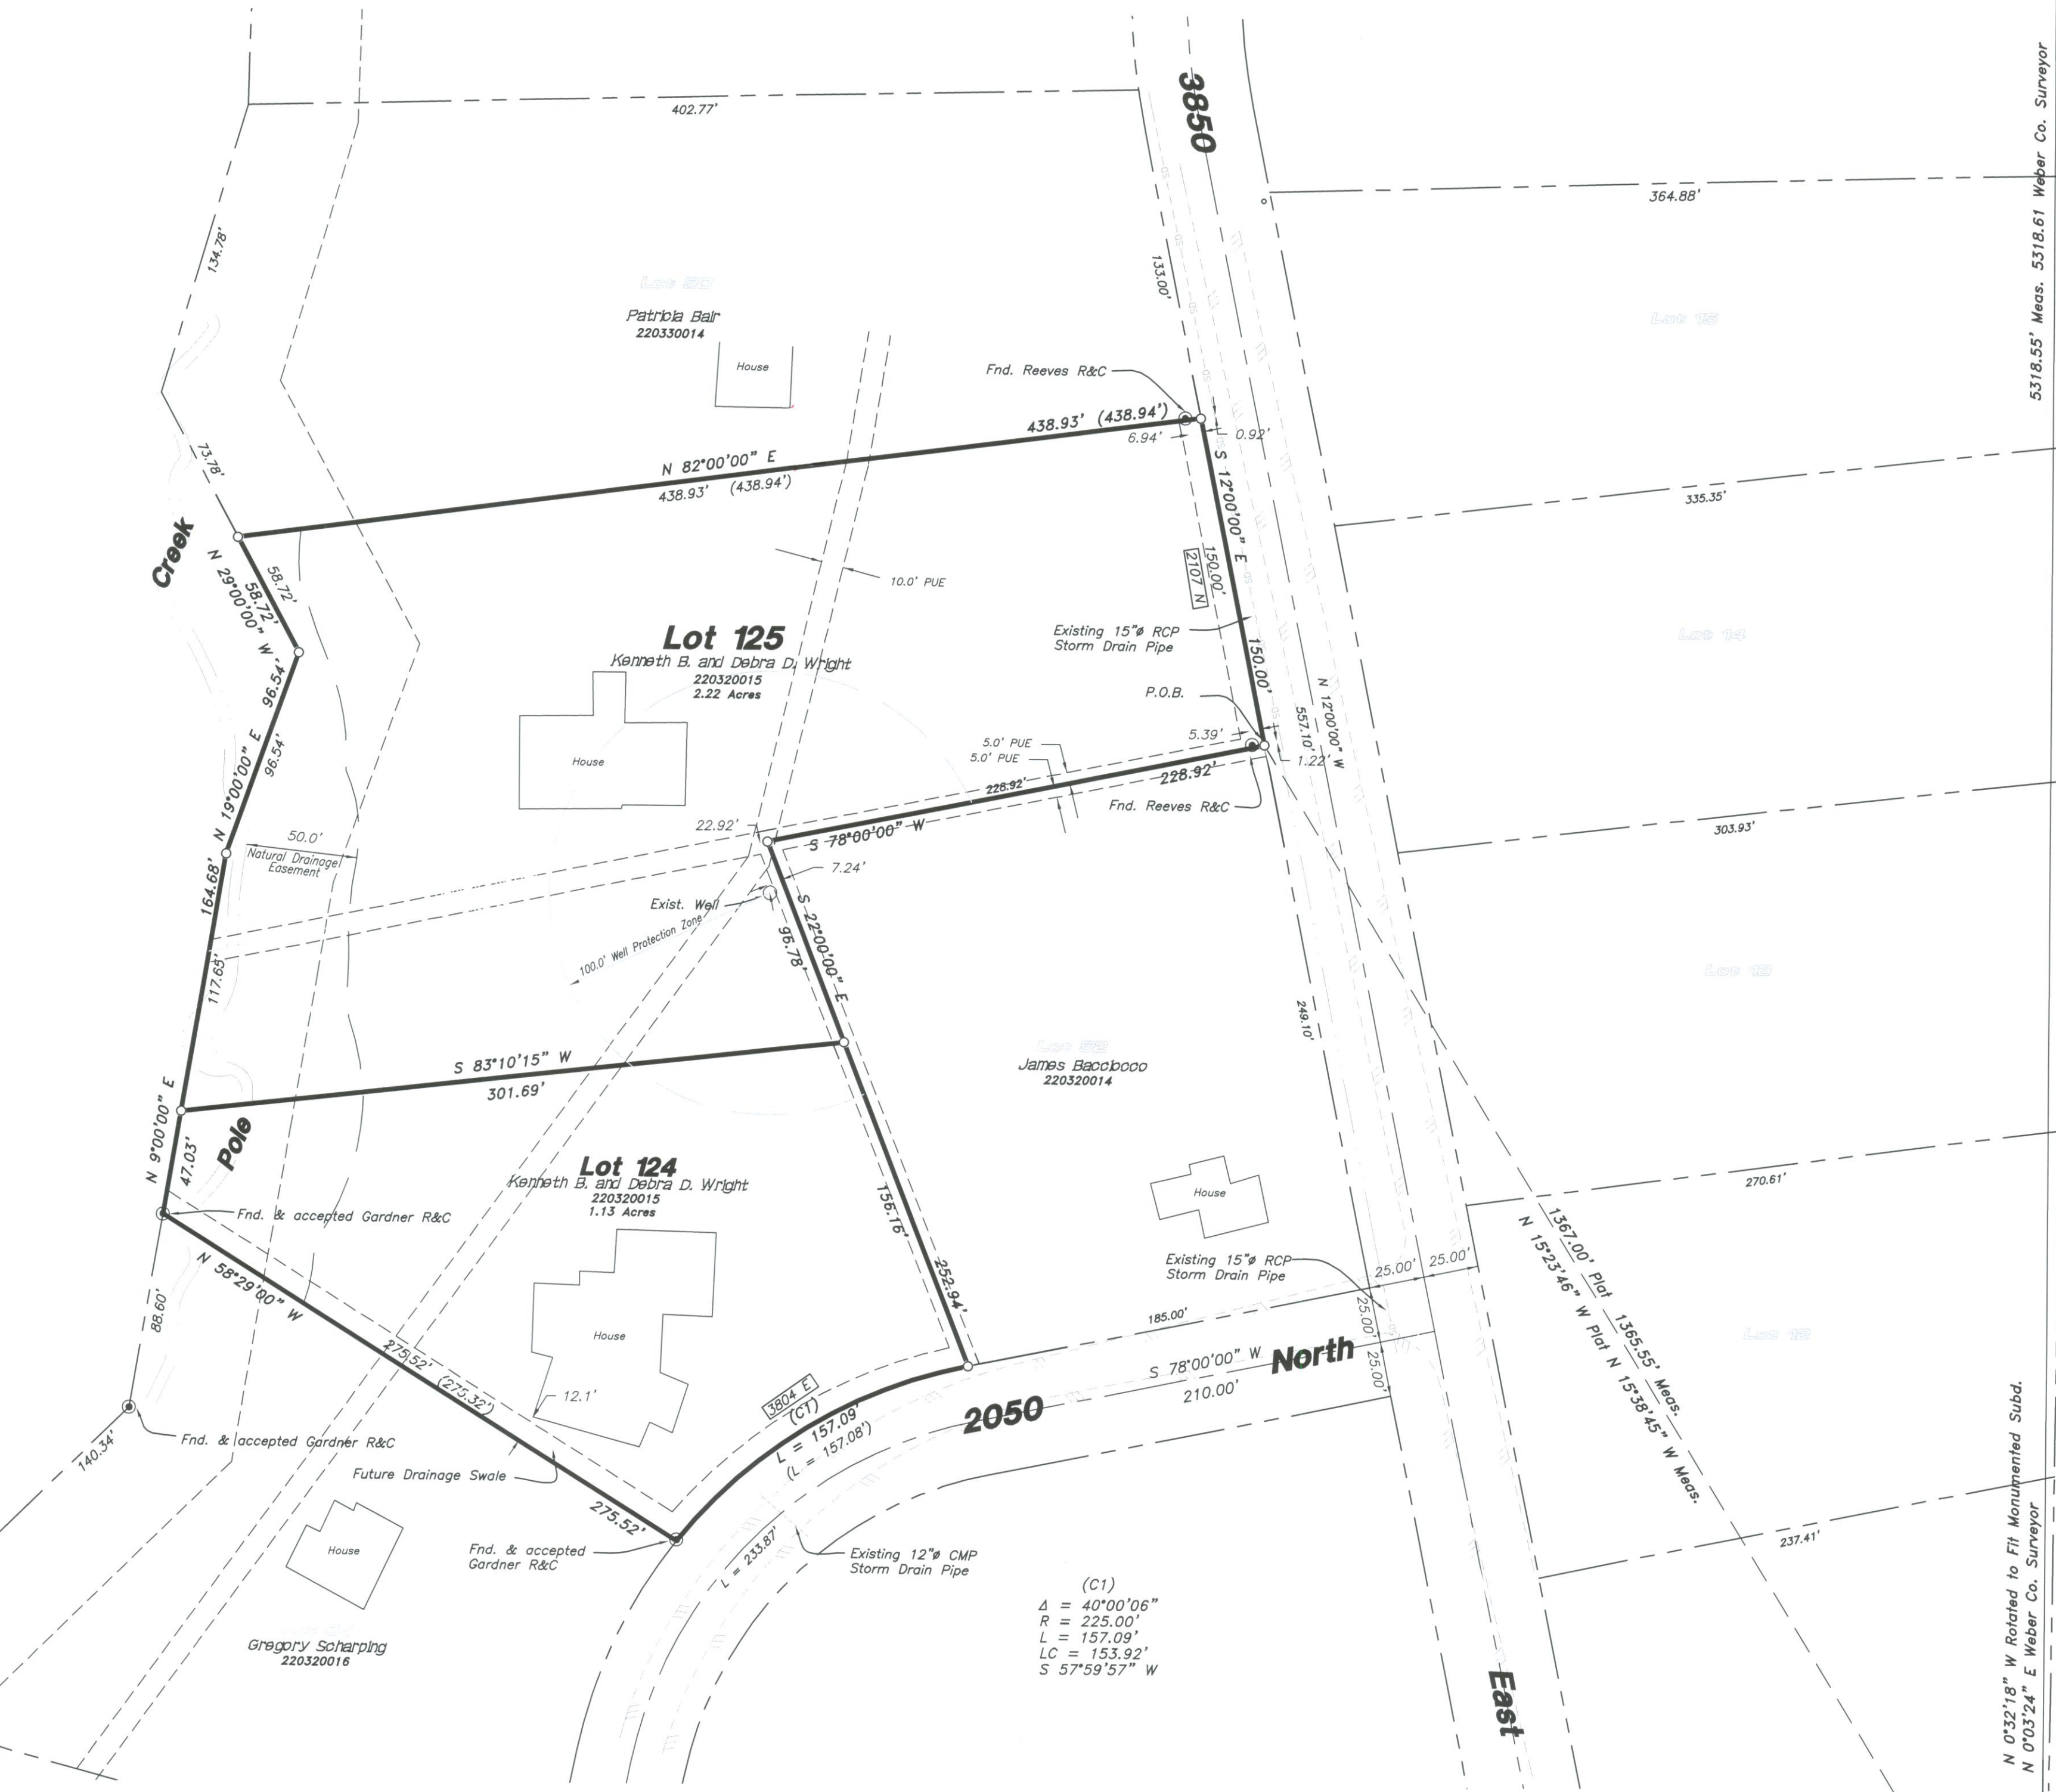 402.77'
3850
364.88'
5318.55' Meas. 5318.61 Weber Co. Surveyor
134.78'
133.00'
Lot 15
Patricia Bair
220330014
House
Fnd. Reeves R&C
438.93' (438.94')
6.94'
0.92'
73.78'
N 82°00'00" E
438.93' (438.94')
S 12°00'00" E
335.35'
Creek
N 29°00'00" W
58.72'
58.72'
10.0' PUE
150.00'
2107 N
Lot 125
Kenneth B. and Debra D. Wright
220320015
2.22 Acres
Existing 15"ø RCP
Storm Drain Pipe
150.00'
Lot 14
P.O.B.
N 12°00'00" W
557.10'
96.54'
96.54'
N 19°00'00" E
House
5.0' PUE
5.0' PUE
5.39'
1.22'
228.92'
228.92'
Fnd. Reeves R&C
22.92'
S 78°00'00" W
303.93'
50.0'
Natural Drainage
Easement
7.24'
Exist. Well
100.0' Well Protection Zone
164.68'
117.65'
S 22°00'00" E
96.78'
Lot 13
249.10'
S 83°10'15" W
301.69'
James Bacciocco
220320014
N 9°00'00" E
47.03'
Pole
Lot 124
Kenneth B. and Debra D. Wright
220320015
1.13 Acres
156.16'
House
270.61'
Fnd. & accepted Gardner R&C
N 58°29'00" W
252.94'
Existing 15"ø RCP
Storm Drain Pipe
25.00'
25.00'
25.00'
25.00'
1367.00' Plat 1365.55' Meas.
N 15°23'46" W Plat N 15°38'45" W Meas.
88.60'
House
185.00'
Lot 12
275.52'
(275.32')
12.1'
3804 E
(C1)
L = 157.09'
(L = 157.08')
2050
North
S 78°00'00" W
210.00'
140.34'
Fnd. & accepted Gardner R&C
Future Drainage Swale
275.52'
House
Fnd. & accepted
Gardner R&C
L = 233.87'
Existing 12"ø CMP
Storm Drain Pipe
237.41'
(C1)
Δ = 40°00'06"
R = 225.00'
L = 157.09'
LC = 153.92'
S 57°59'57" W
Gregory Scharping
220320016
East
N 0°32'18" W Rotated to Fit Monumented Subd.
N 0°03'24" E Weber Co. Surveyor